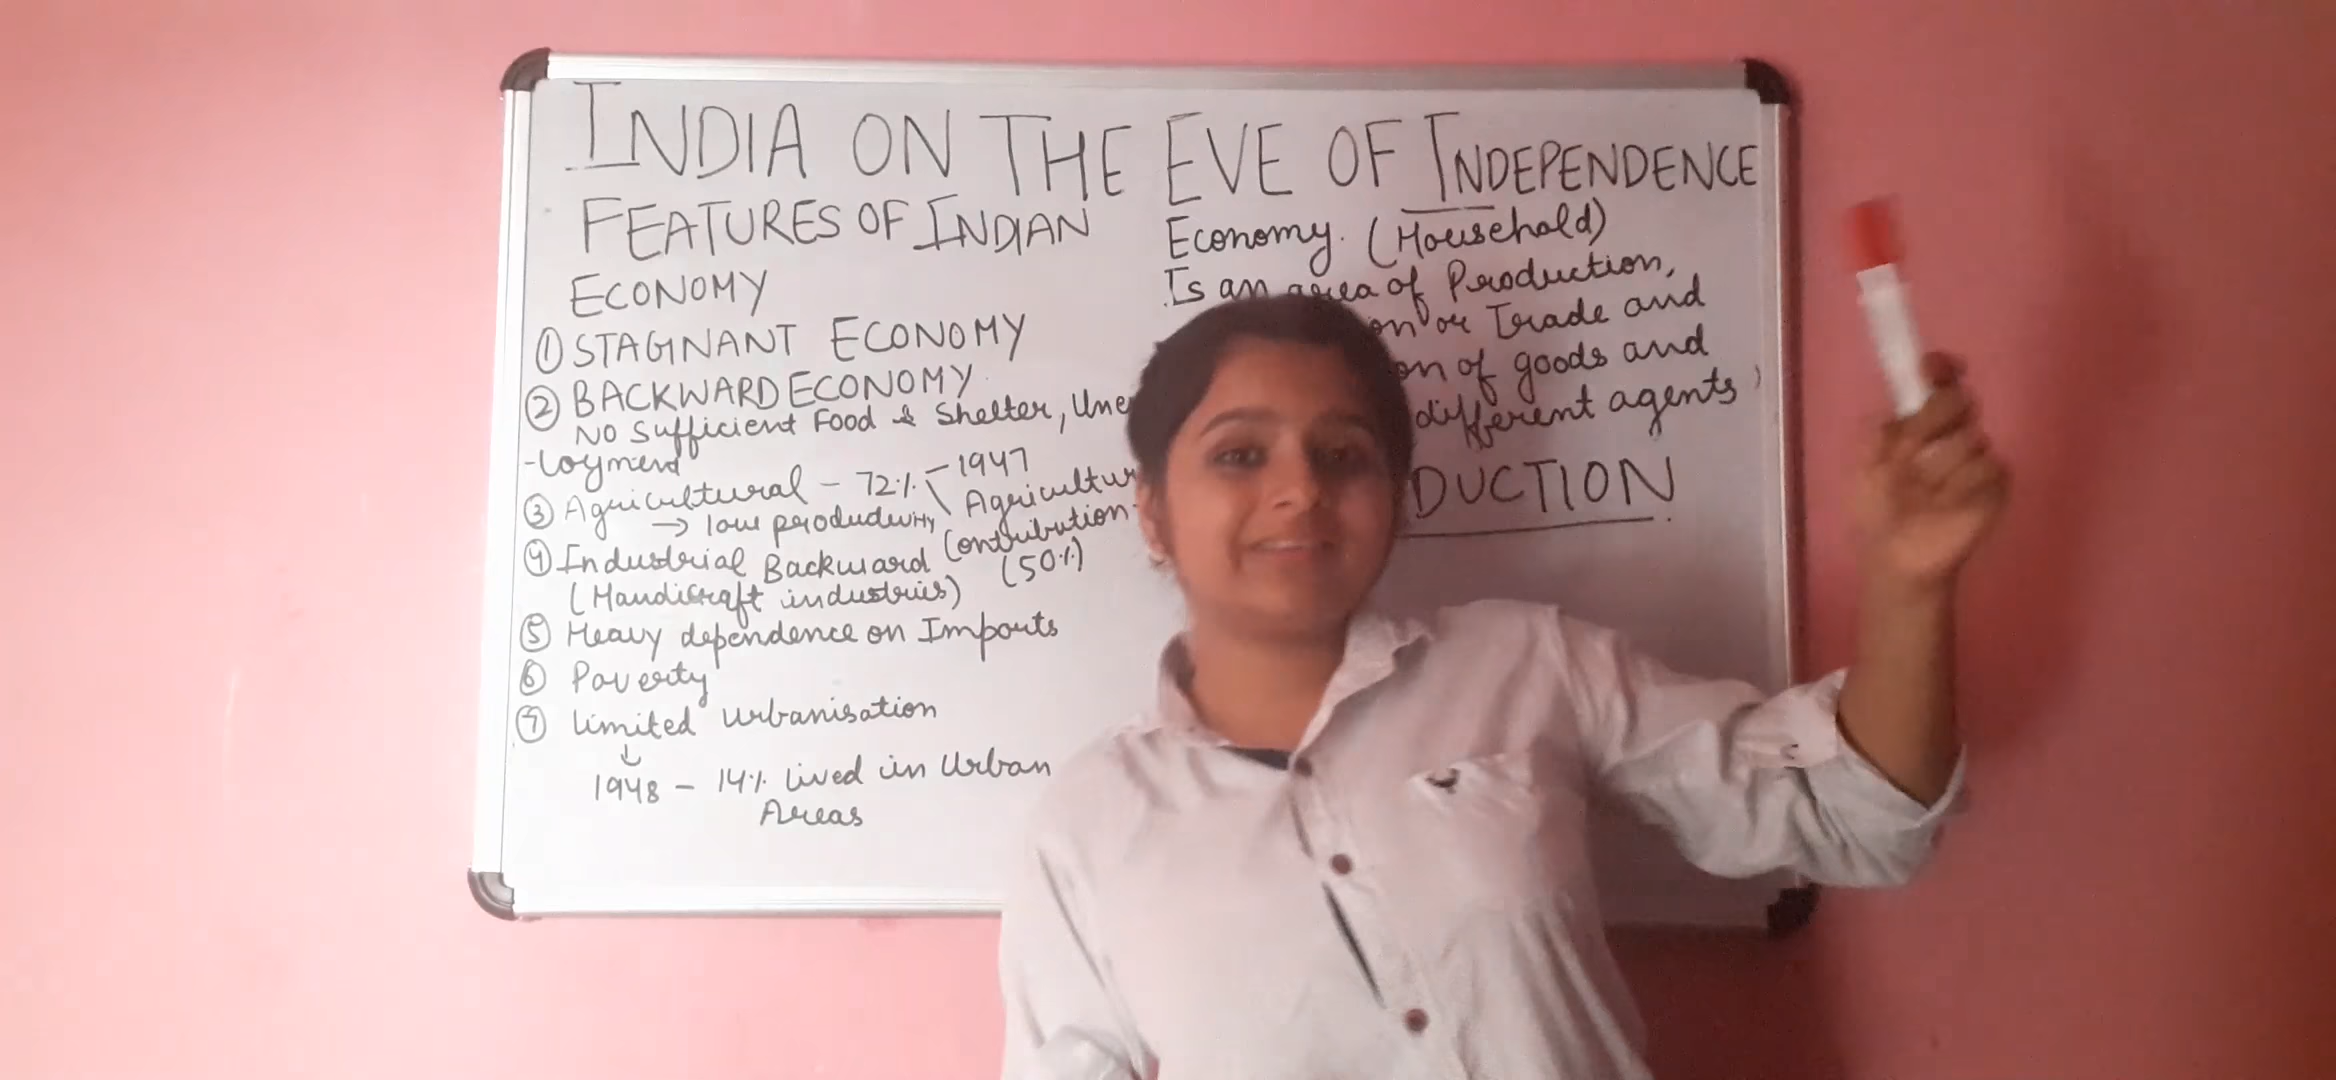 INDIA ON THE EVE OF INDEPENDENCE
FEATURES OF INDIAN
ECONOMY
① STAGNANT ECONOMY
② BACKWARD ECONOMY.
NO Sufficient Food & Shelter, Une
-loyment
③ Agricultural - 72% - 1947
\ Agricultur
→ low productivity
Contribution-
(50%)
④ Industrial Backward
(Handicraft industries)
⑤ Heavy dependence on Imports
⑥ Poverty
⑦ limited urbanisation
↓
1948 - 14% lived in Urban
Areas
Economy. (Household)
Is an area of Production,
on or Trade and
on of goods and
different agents
DUCTION.